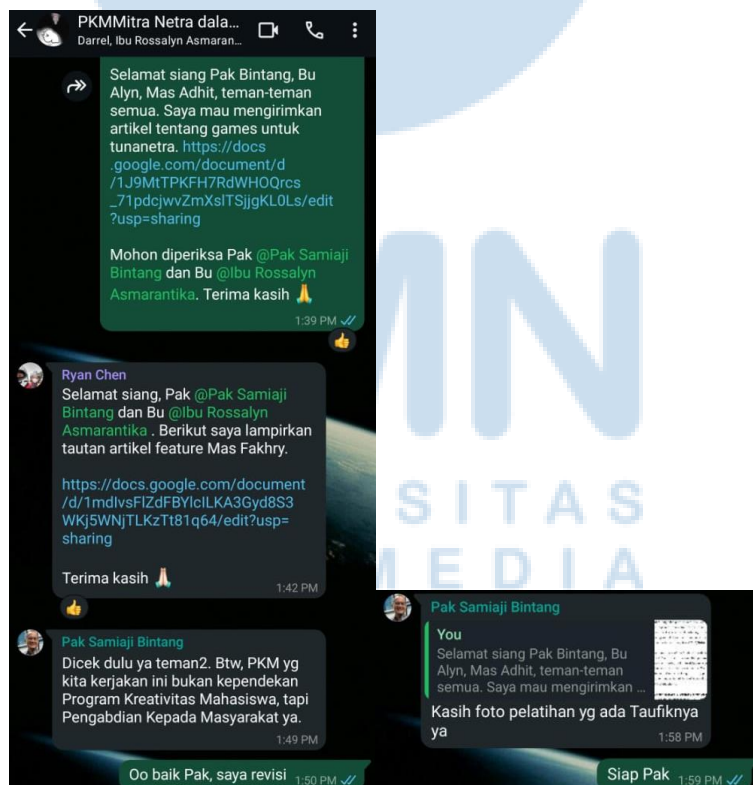 PKMMitra Netra dala...
Darrel, Ibu Rossalyn Asmaran...
Selamat siang Pak Bintang, Bu
Alyn, Mas Adhit, teman-teman
semua. Saya mau mengirimkan
artikel tentang games untuk
tunanetra. https://docs
.google.com/document/d
/1J9MtTPKFH7RdWHOQrcs
_71pdcjwvZmXslTSjjgKL0Ls/edit
?usp=sharing
Mohon diperiksa Pak @Pak Samiaji
Bintang dan Bu @Ibu Rossalyn
Asmarantika. Terima kasih 🙏
1:39 PM
Ryan Chen
Selamat siang, Pak @Pak Samiaji
Bintang dan Bu @Ibu Rossalyn
Asmarantika . Berikut saya lampirkan
tautan artikel feature Mas Fakhry.
https://docs.google.com/document
/d/1mdIvsFlZdFBYlcILKA3Gyd8S3
WKj5WNjTLKzTt81q64/edit?usp=
sharing
Terima kasih 🙏🏻
1:42 PM
Pak Samiaji Bintang
Dicek dulu ya teman2. Btw, PKM yg
kita kerjakan ini bukan kependekan
Program Kreativitas Mahasiswa, tapi
Pengabdian Kepada Masyarakat ya.
1:49 PM
Oo baik Pak, saya revisi 1:50 PM
Pak Samiaji Bintang
You
Selamat siang Pak Bintang, Bu
Alyn, Mas Adhit, teman-teman
semua. Saya mau mengirimkan ...
Kasih foto pelatihan yg ada Taufiknya
ya
1:58 PM
Siap Pak 1:59 PM
MN
SITAS
MEDIA